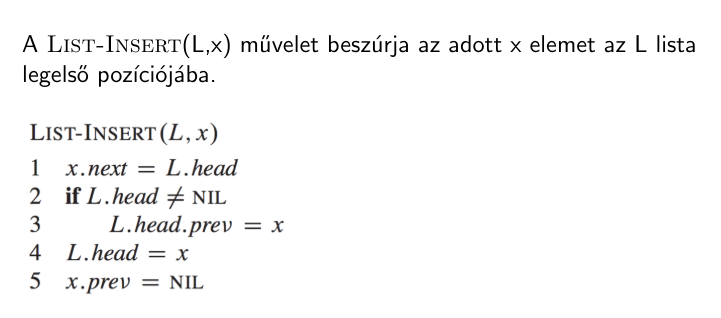 A LIST-INSERT(L,x) művelet beszúrja az adott x elemet az L lista
legelső pozíciójába.
LIST-INSERT(L, x)
1 x.next = L.head
2 if L.head ≠ NIL
3 L.head.prev = x
4 L.head = x
5 x.prev = NIL